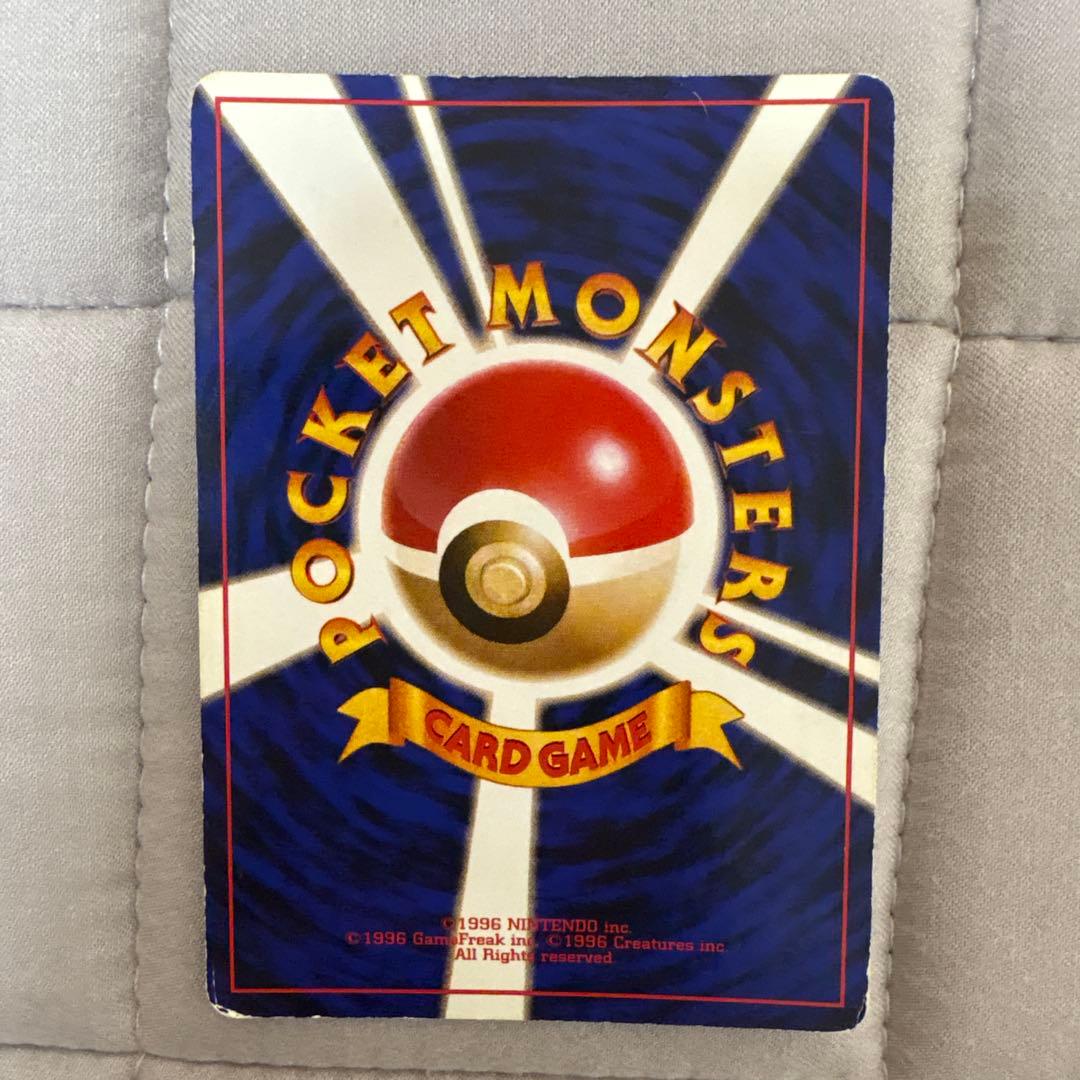 POCKET MONSTERS
CARD GAME
©1996 NINTENDO inc.
©1996 GameFreak inc. ©1996 Creatures inc.
All Rights reserved.